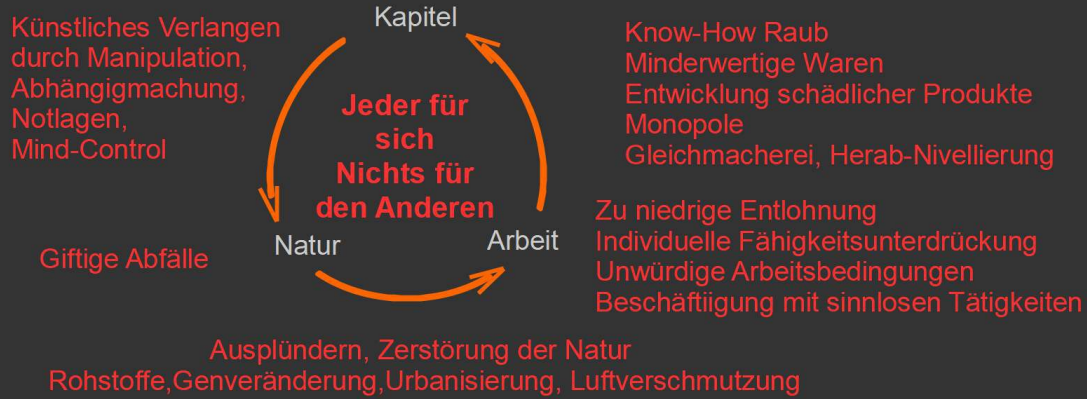 Kapitel
Künstliches Verlangen
durch Manipulation,
Abhängigmachung,
Notlagen,
Mind-Control
Know-How Raub
Minderwertige Waren
Entwicklung schädlicher Produkte
Monopole
Gleichmacherei, Herab-Nivellierung
Jeder für
sich
Nichts für
den Anderen
Natur
Arbeit
Zu niedrige Entlohnung
Individuelle Fähigkeitsunterdrückung
Unwürdige Arbeitsbedingungen
Beschäftiigung mit sinnlosen Tätigkeiten
Giftige Abfälle
Ausplündern, Zerstörung der Natur
Rohstoffe,Genveränderung,Urbanisierung, Luftverschmutzung